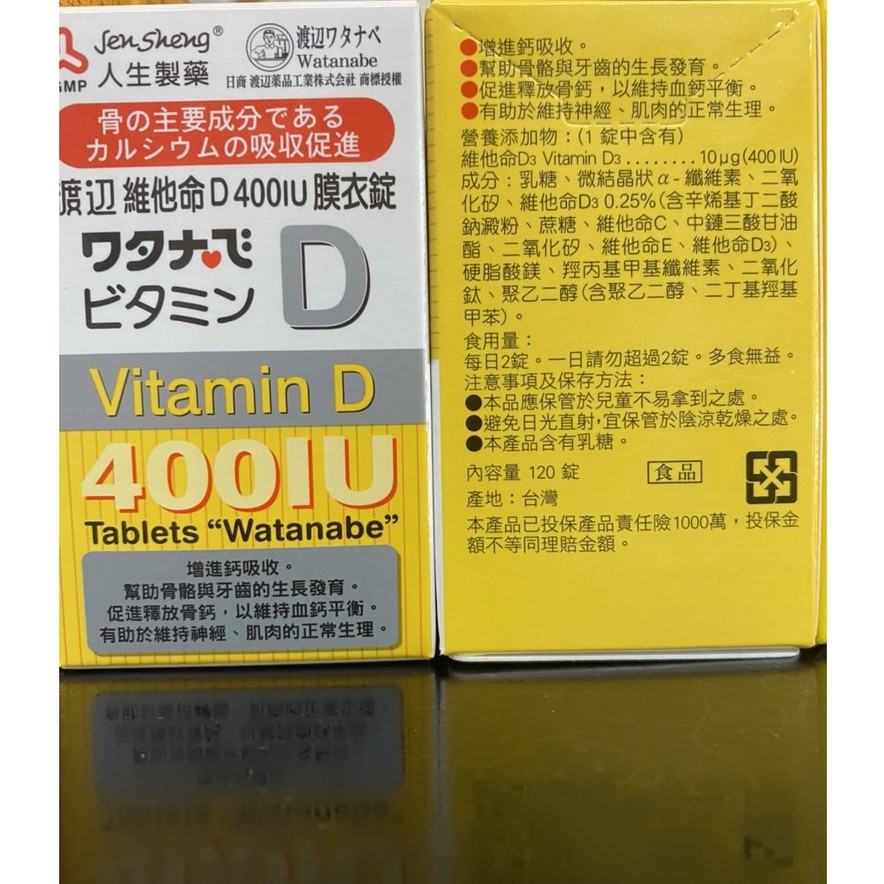 Jen Sheng®
GMP 人生製藥
渡辺ワタナベ
Watanabe
日商 渡辺薬品工業株式会社 商標授權
骨の主要成分である
カルシウムの吸収促進
渡辺 維他命D400IU膜衣錠
ワタナベ
ビタミン D
Vitamin D
400IU
Tablets “Watanabe”
增進鈣吸收。
幫助骨骼與牙齒的生長發育。
促進釋放骨鈣,以維持血鈣平衡。
有助於維持神經、肌肉的正常生理。
●增進鈣吸收。
●幫助骨骼與牙齒的生長發育。
●促進釋放骨鈣,以維持血鈣平衡。
●有助於維持神經、肌肉的正常生理。
營養添加物:(1 錠中含有)
維他命D3 Vitamin D3........10μg(400 IU)
成分:乳糖、微結晶狀α-纖維素、二氧
化矽、維他命D3 0.25%(含辛烯基丁二酸
鈉澱粉、蔗糖、維他命C、中鏈三酸甘油
酯、二氧化矽、維他命E、維他命D3)、
硬脂酸鎂、羥丙基甲基纖維素、二氧化
鈦、聚乙二醇(含聚乙二醇、二丁基羥基
甲苯)。
食用量:
每日2錠。一日請勿超過2錠。多食無益。
注意事項及保存方法:
●本品應保管於兒童不易拿到之處。
●避免日光直射,宜保管於陰涼乾燥之處。
●本產品含有乳糖。
內容量 120 錠 食品
產地:台灣
本產品已投保產品責任險1000萬,投保金
額不等同理賠金額。